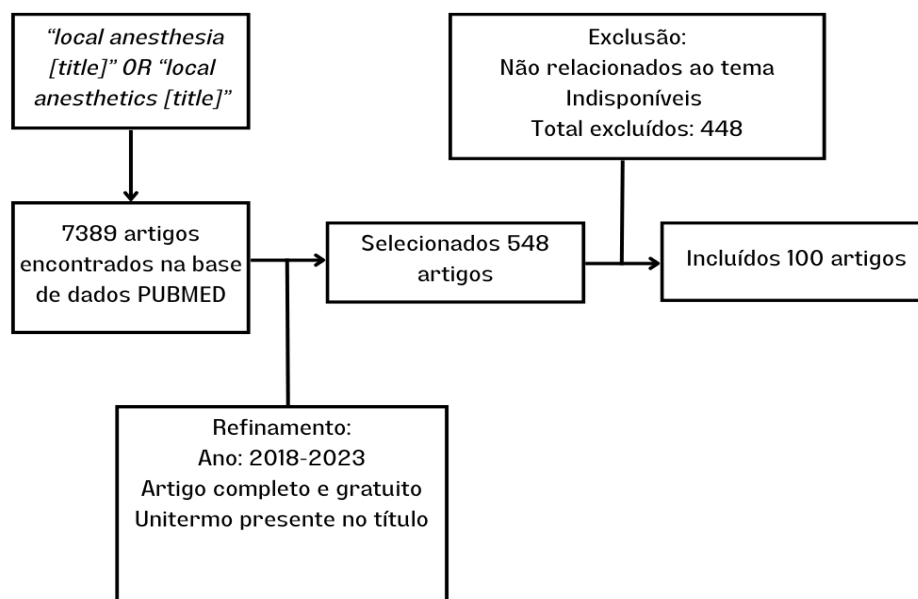 “local anesthesia
[title]” OR “local
anesthetics [title]”
Exclusão:
Não relacionados ao tema
Indisponíveis
Total excluídos: 448
7389 artigos
encontrados na base
de dados PUBMED
Selecionados 548
artigos
Incluídos 100 artigos
Refinamento:
Ano: 2018-2023
Artigo completo e gratuito
Unitermo presente no título